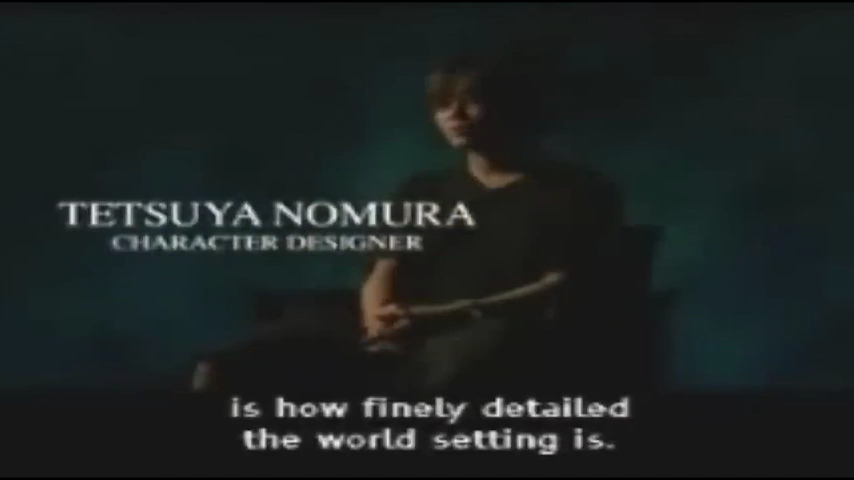 TETSUYA NOMURA
CHARACTER DESIGNER
is how finely detailed
the world setting is.